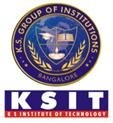 K.S. GROUP OF INSTITUTIONS
BANGALORE
KSIT
K S INSTITUTE OF TECHNOLOGY